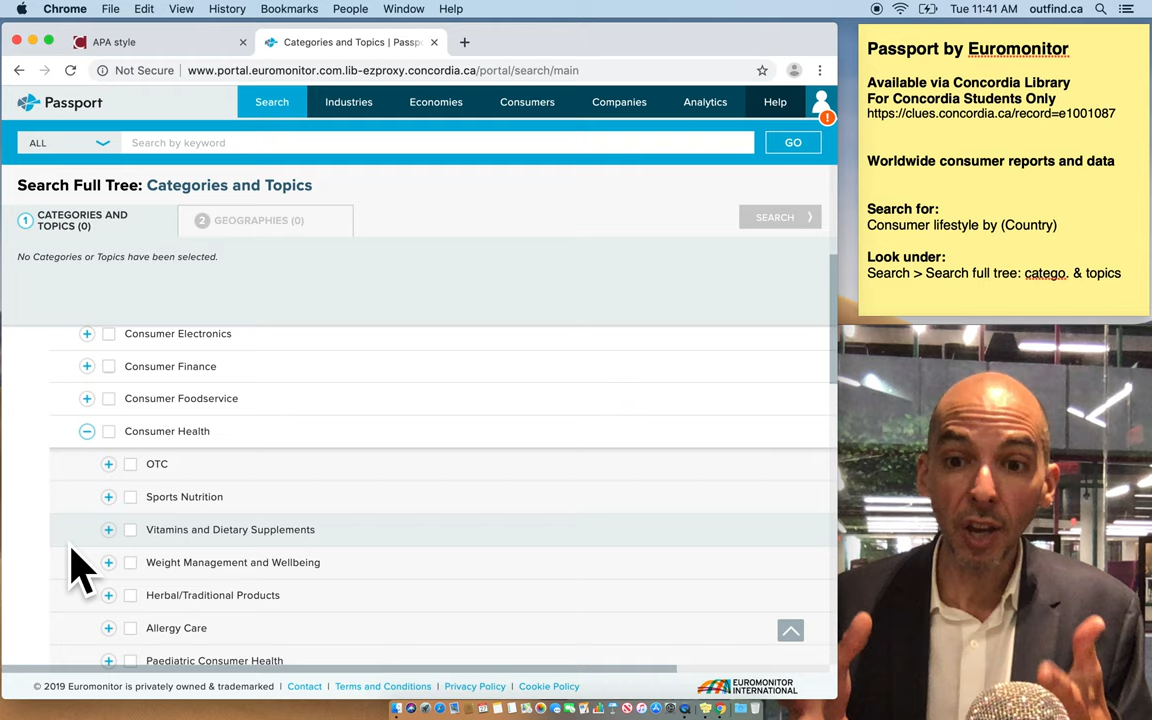 Chrome File Edit View History Bookmarks People Window Help Tue 11:41 AM outfind.ca
APA style
Categories and Topics | Passp
Not Secure | www.portal.euromonitor.com.lib-ezproxy.concordia.ca/portal/search/main
Passport Search Industries Economies Consumers Companies Analytics Help
!
ALL Search by keyword GO
Search Full Tree: Categories and Topics
1 CATEGORIES AND TOPICS (0)
2 GEOGRAPHIES (0)
SEARCH
No Categories or Topics have been selected.
Consumer Electronics
Consumer Finance
Consumer Foodservice
Consumer Health
OTC
Sports Nutrition
Vitamins and Dietary Supplements
Weight Management and Wellbeing
Herbal/Traditional Products
Allergy Care
Paediatric Consumer Health
© 2019 Euromonitor is privately owned & trademarked | Contact | Terms and Conditions | Privacy Policy | Cookie Policy
EUROMONITOR
INTERNATIONAL
Passport by Euromonitor
Available via Concordia Library
For Concordia Students Only
https://clues.concordia.ca/record=e1001087
Worldwide consumer reports and data
Search for:
Consumer lifestyle by (Country)
Look under:
Search > Search full tree: catego. & topics